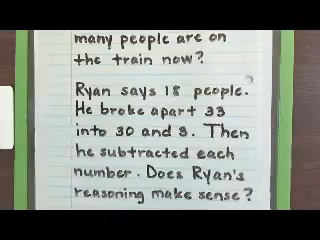 many people are on
the train now?
Ryan says 18 people.
He broke apart 33
into 30 and 3. Then
he subtracted each
number. Does Ryan's
reasoning make sense?